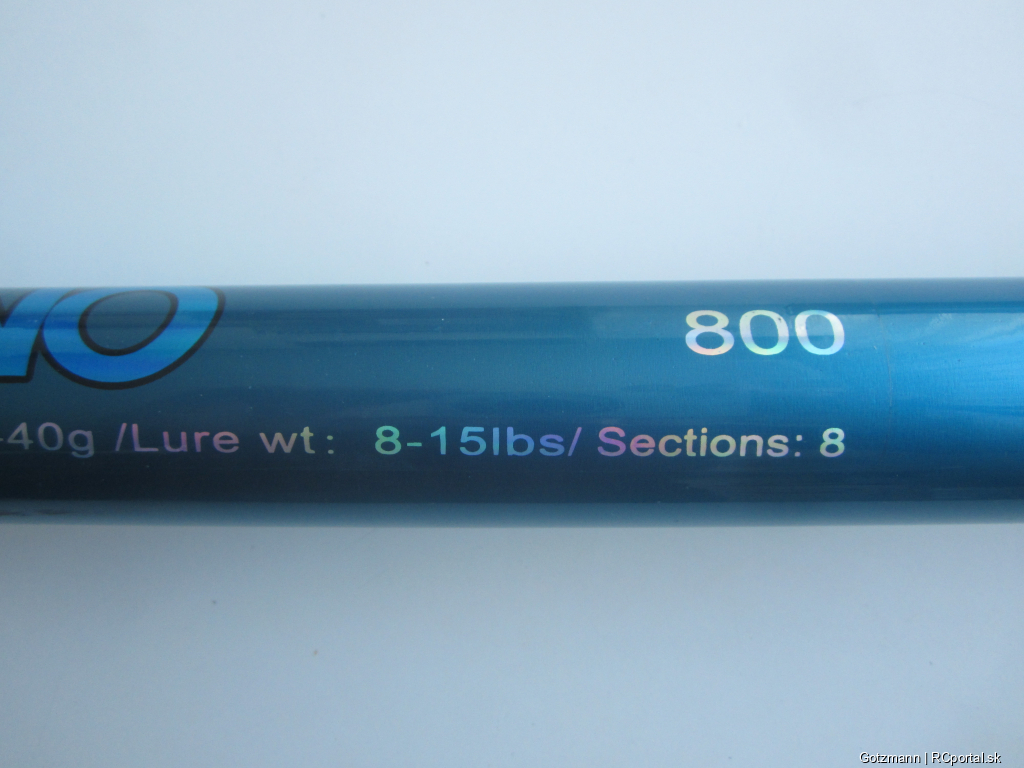 800
-40g /Lure wt: 8-15lbs/ Sections: 8
Gotzmann | RCportal.sk